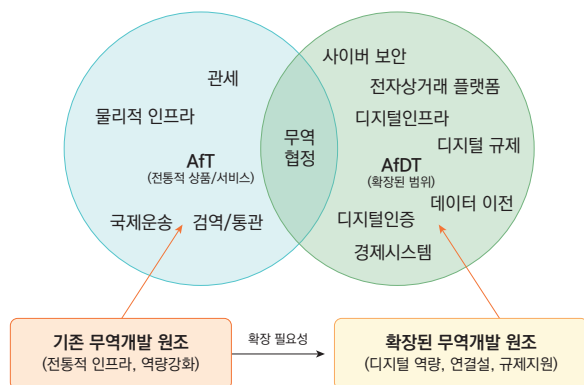 사이버 보안
관세
전자상거래 플랫폼
물리적 인프라
디지털인프라
무역
협정
디지털 규제
AfT
(전통적 상품/서비스)
AfDT
(확장된 범위)
데이터 이전
국제운송
검역/통관
디지털인증
경제시스템
기존 무역개발 원조
(전통적 인프라, 역량강화)
확장 필요성
확장된 무역개발 원조
(디지털 역량, 연결설, 규제지원)